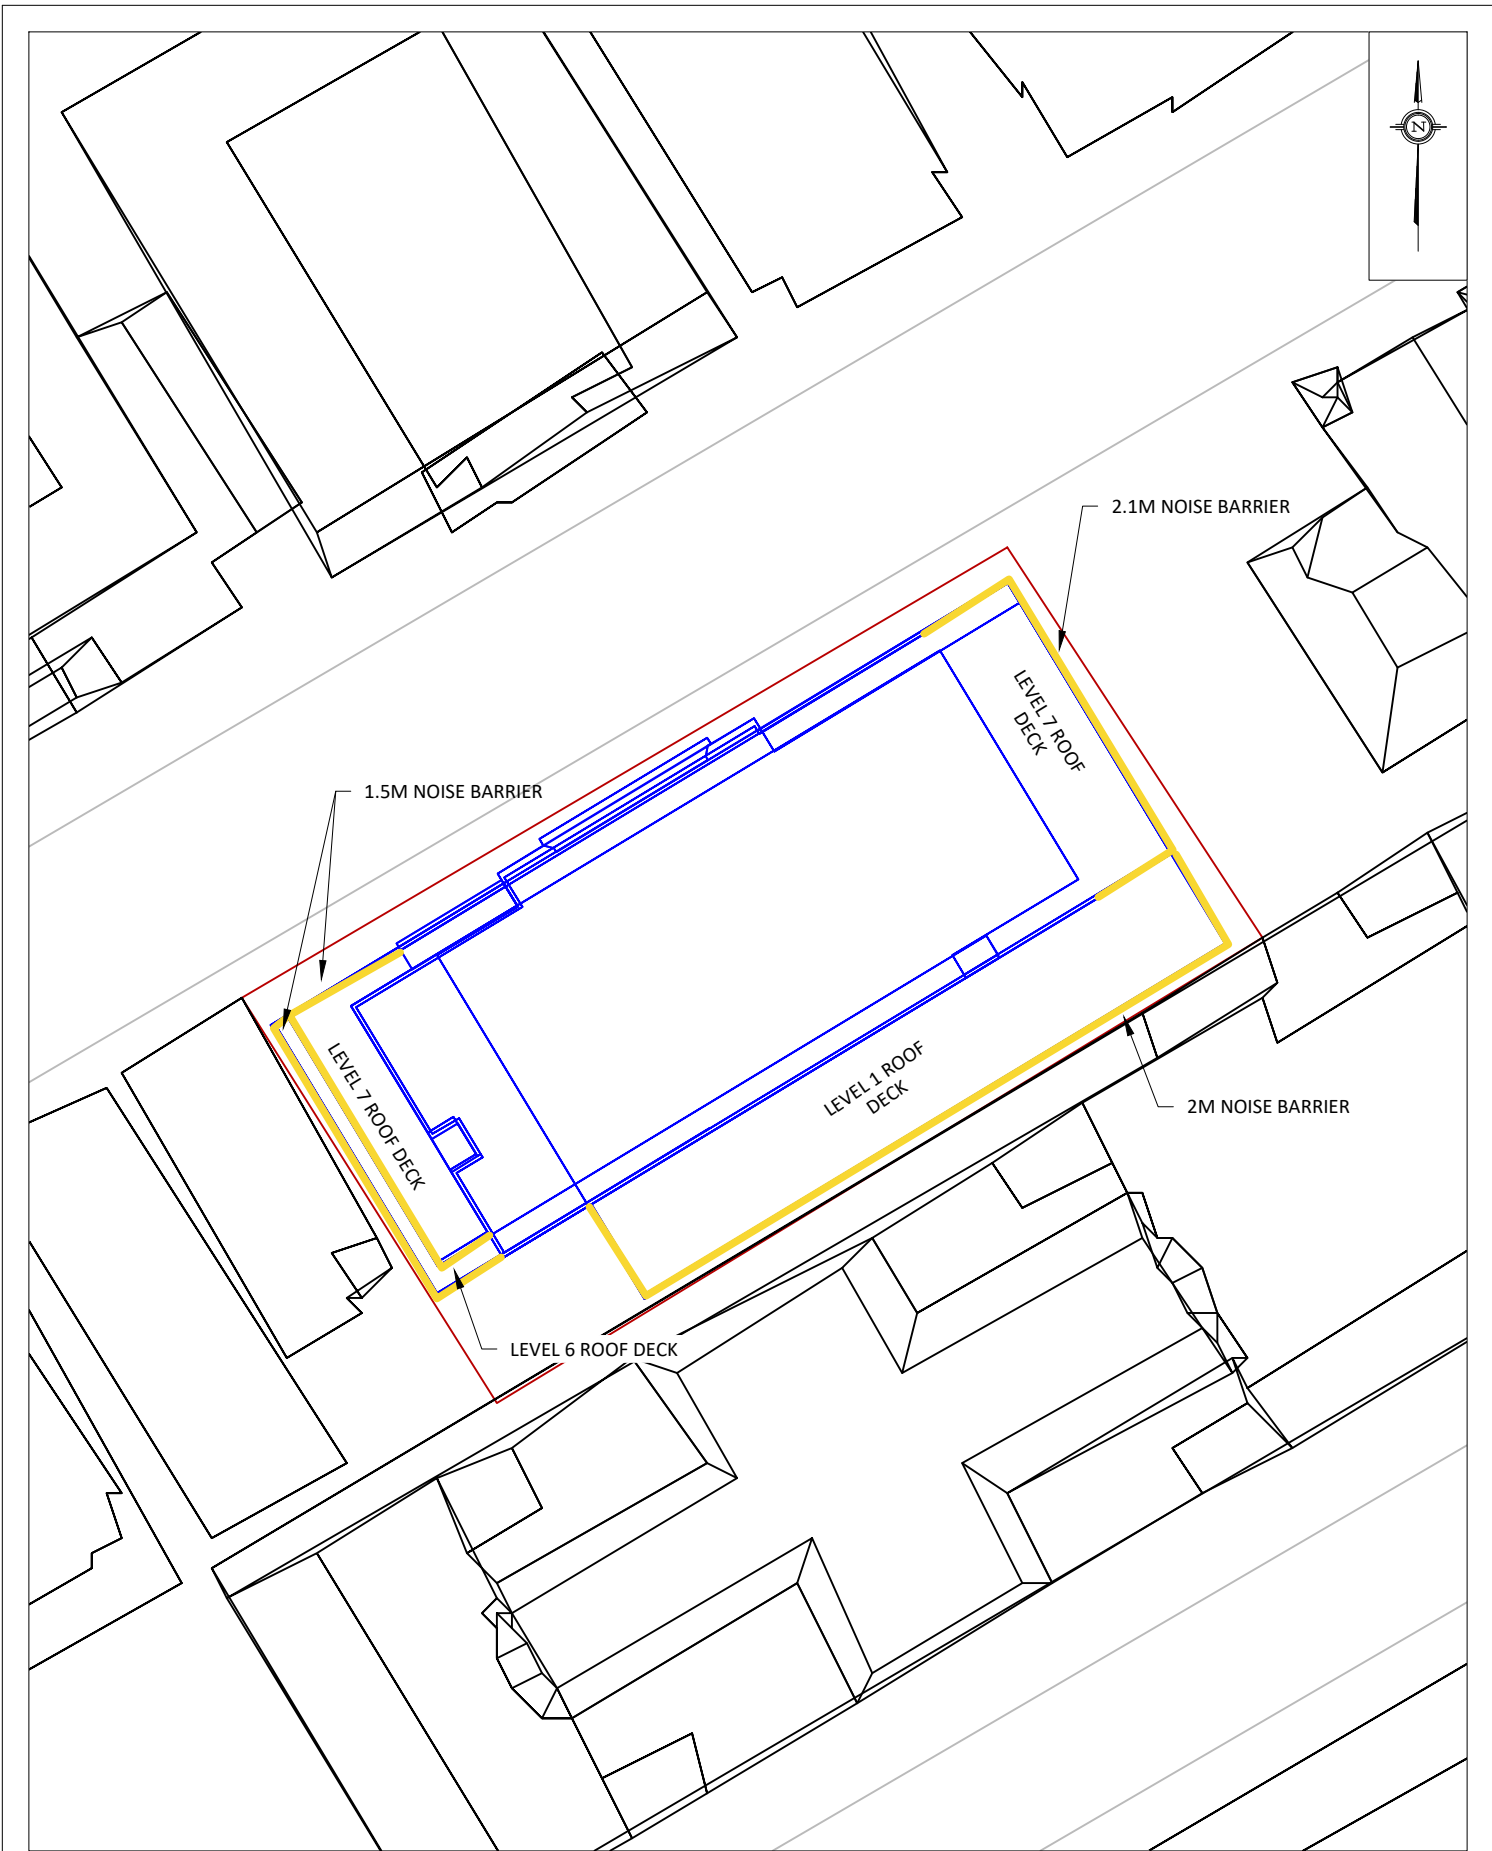 N
2.1M NOISE BARRIER
LEVEL 7 ROOF
DECK
1.5M NOISE BARRIER
LEVEL 7 ROOF DECK
LEVEL 1 ROOF
DECK
2M NOISE BARRIER
LEVEL 6 ROOF DECK